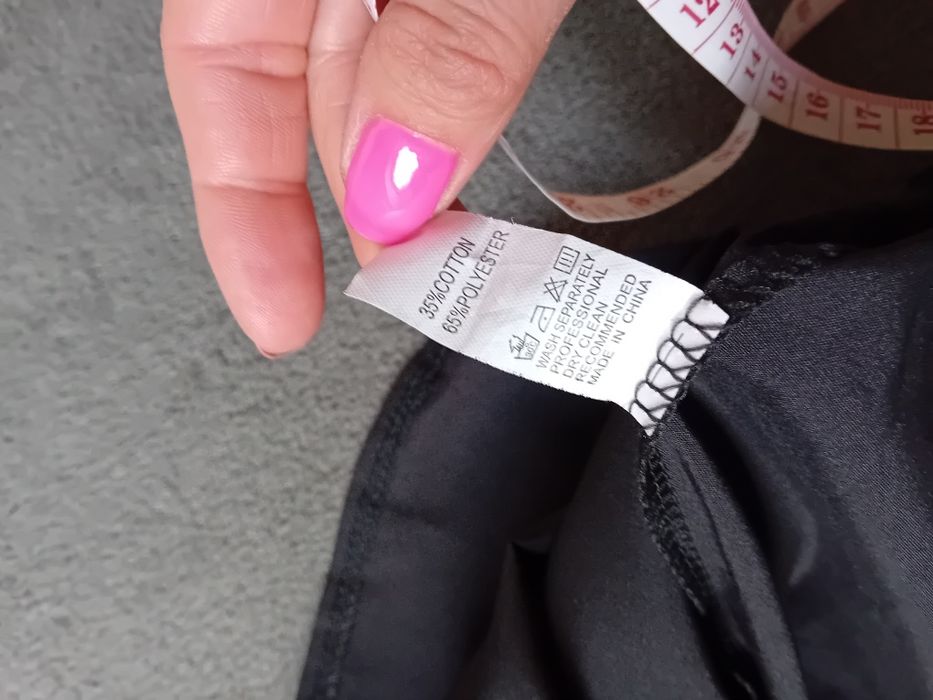 35%COTTON
65%POLYESTER
WASH SEPARATELY
PROFESSIONAL
DRY CLEAN
RECOMMENDED
MADE IN CHINA
12
13
14
15
16
17
18